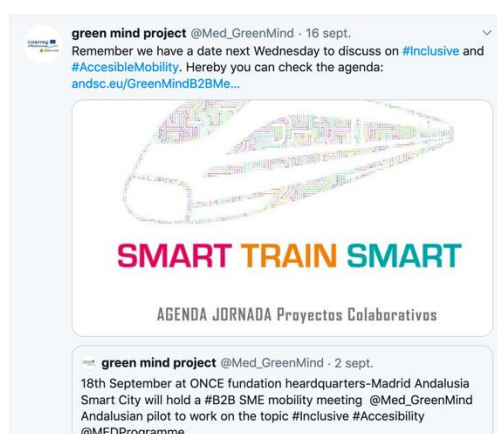 green mind project @Med_GreenMind · 16 sept.
Remember we have a date next Wednesday to discuss on #Inclusive and
#AccesibleMobility. Hereby you can check the agenda:
andsc.eu/GreenMindB2BMe...
SMART TRAIN SMART
AGENDA JORNADA Proyectos Colaborativos
green mind project @Med_GreenMind · 2 sept.
18th September at ONCE fundation heardquarters-Madrid Andalusia
Smart City will hold a #B2B SME mobility meeting @Med_GreenMind
Andalusian pilot to work on the topic #Inclusive #Accesibility
@MEDProgramme